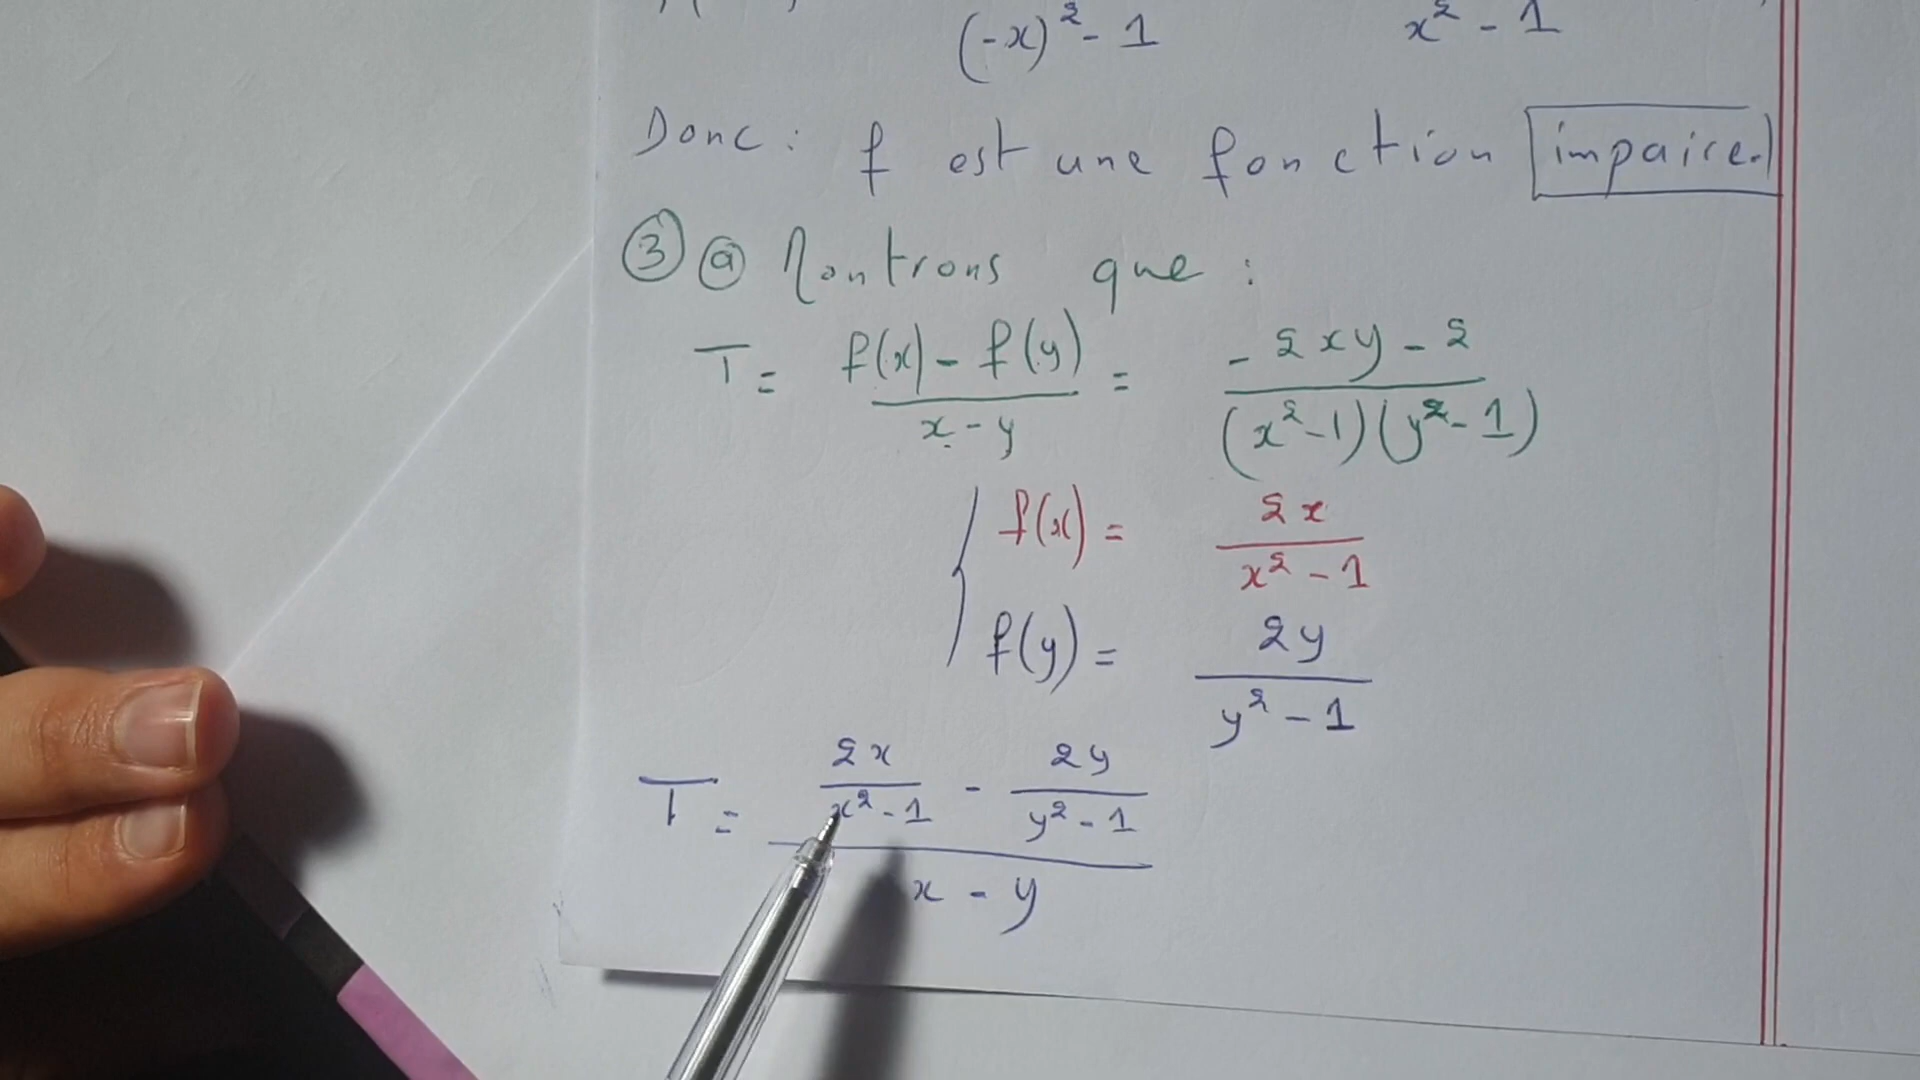 (-x)² - 1 x² - 1
Donc : f est une fonction impaire.
③ ⓐ Montrons que :
T = f(x) - f(y) / x - y = - 2xy - 2 / (x² - 1)(y² - 1)
f(x) = 2x / x² - 1
f(y) = 2y / y² - 1
T = 2x / x² - 1 - 2y / y² - 1 / x - y